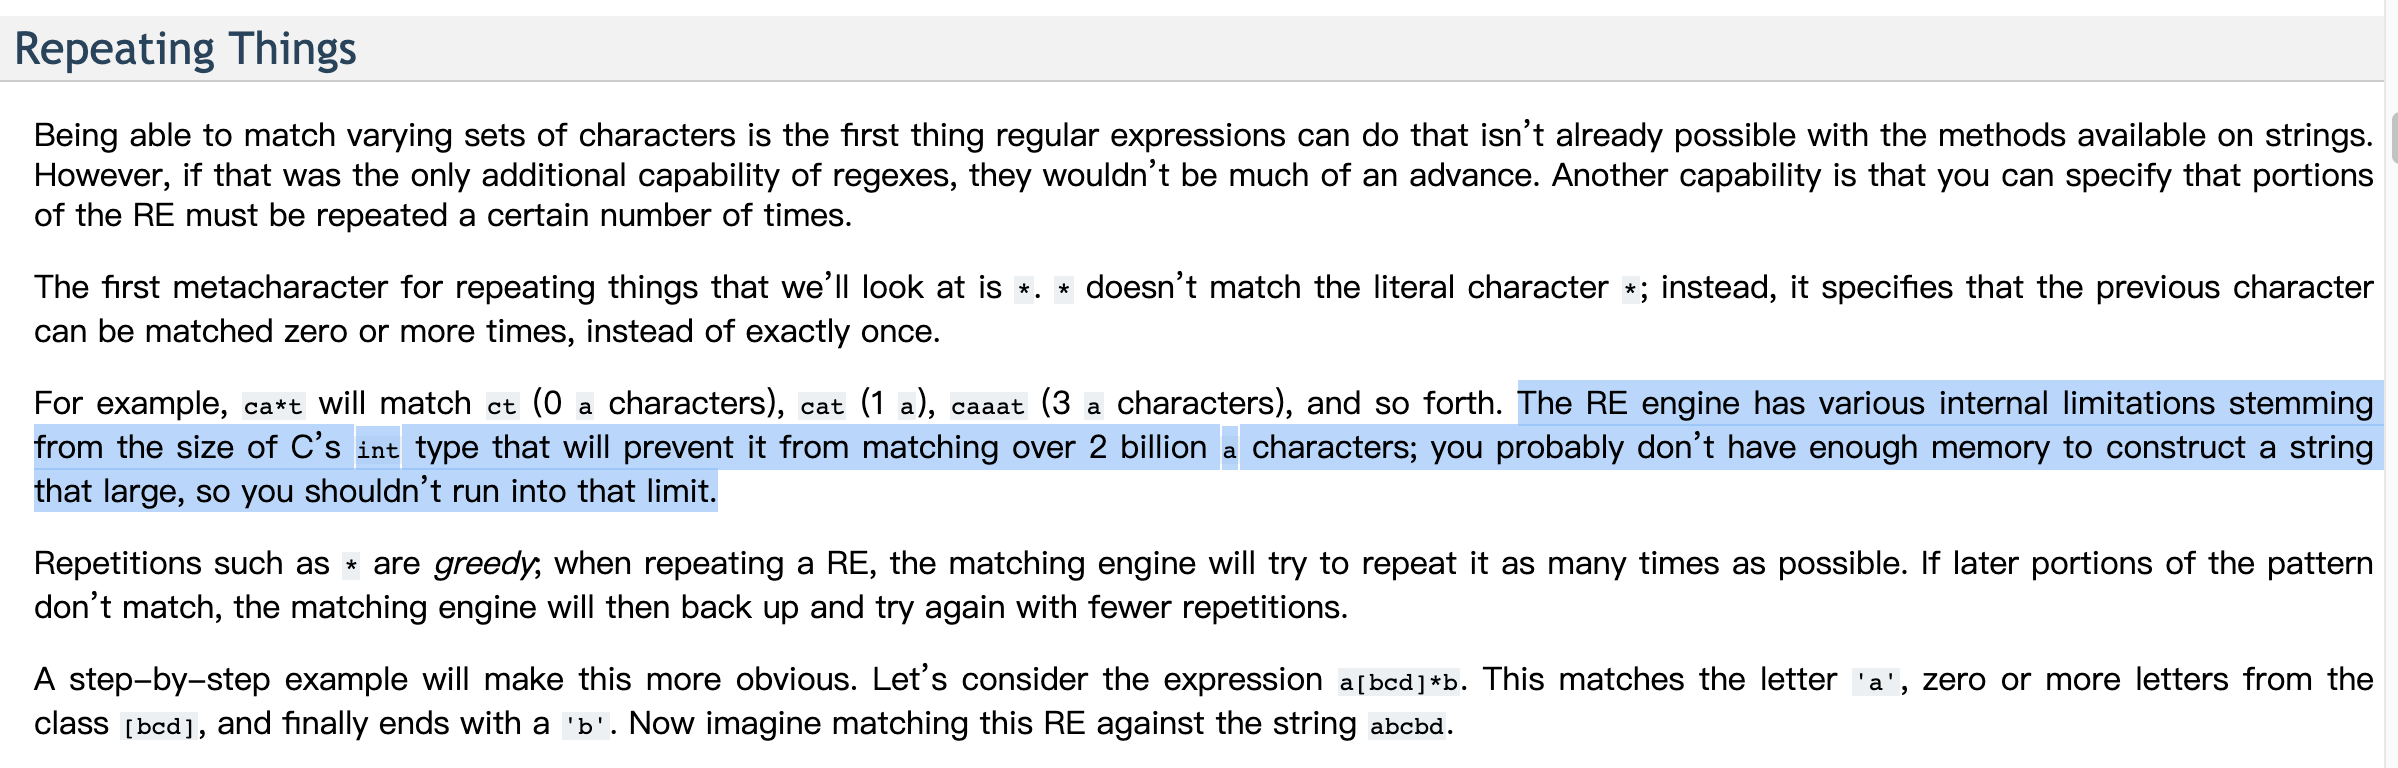 Repeating Things
Being able to match varying sets of characters is the first thing regular expressions can do that isn’t already possible with the methods available on strings.
However, if that was the only additional capability of regexes, they wouldn’t be much of an advance. Another capability is that you can specify that portions
of the RE must be repeated a certain number of times.
The first metacharacter for repeating things that we’ll look at is *. * doesn’t match the literal character *; instead, it specifies that the previous character
can be matched zero or more times, instead of exactly once.
For example, ca*t will match ct (0 a characters), cat (1 a), caaat (3 a characters), and so forth. The RE engine has various internal limitations stemming
from the size of C’s int type that will prevent it from matching over 2 billion a characters; you probably don’t have enough memory to construct a string
that large, so you shouldn’t run into that limit.
Repetitions such as * are greedy; when repeating a RE, the matching engine will try to repeat it as many times as possible. If later portions of the pattern
don’t match, the matching engine will then back up and try again with fewer repetitions.
A step–by–step example will make this more obvious. Let’s consider the expression a[bcd]*b. This matches the letter 'a', zero or more letters from the
class [bcd], and finally ends with a 'b'. Now imagine matching this RE against the string abcbd.